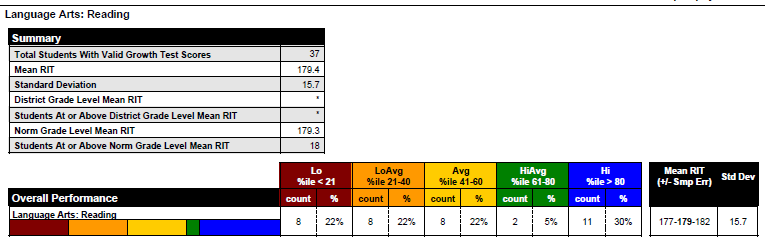 Language Arts: Reading
Summary
Total Students With Valid Growth Test Scores 37
Mean RIT 179.4
Standard Deviation 15.7
District Grade Level Mean RIT *
Students At or Above District Grade Level Mean RIT *
Norm Grade Level Mean RIT 179.3
Students At or Above Norm Grade Level Mean RIT 18
Lo LoAvg Avg HiAvg Hi Mean RIT
%ile < 21 %ile 21-40 %ile 41-60 %ile 61-80 %ile > 80 (+/- Smp Err) Std Dev
Overall Performance count % count % count % count % count %
Language Arts: Reading
8 22% 8 22% 8 22% 2 5% 11 30% 177-179-182 15.7